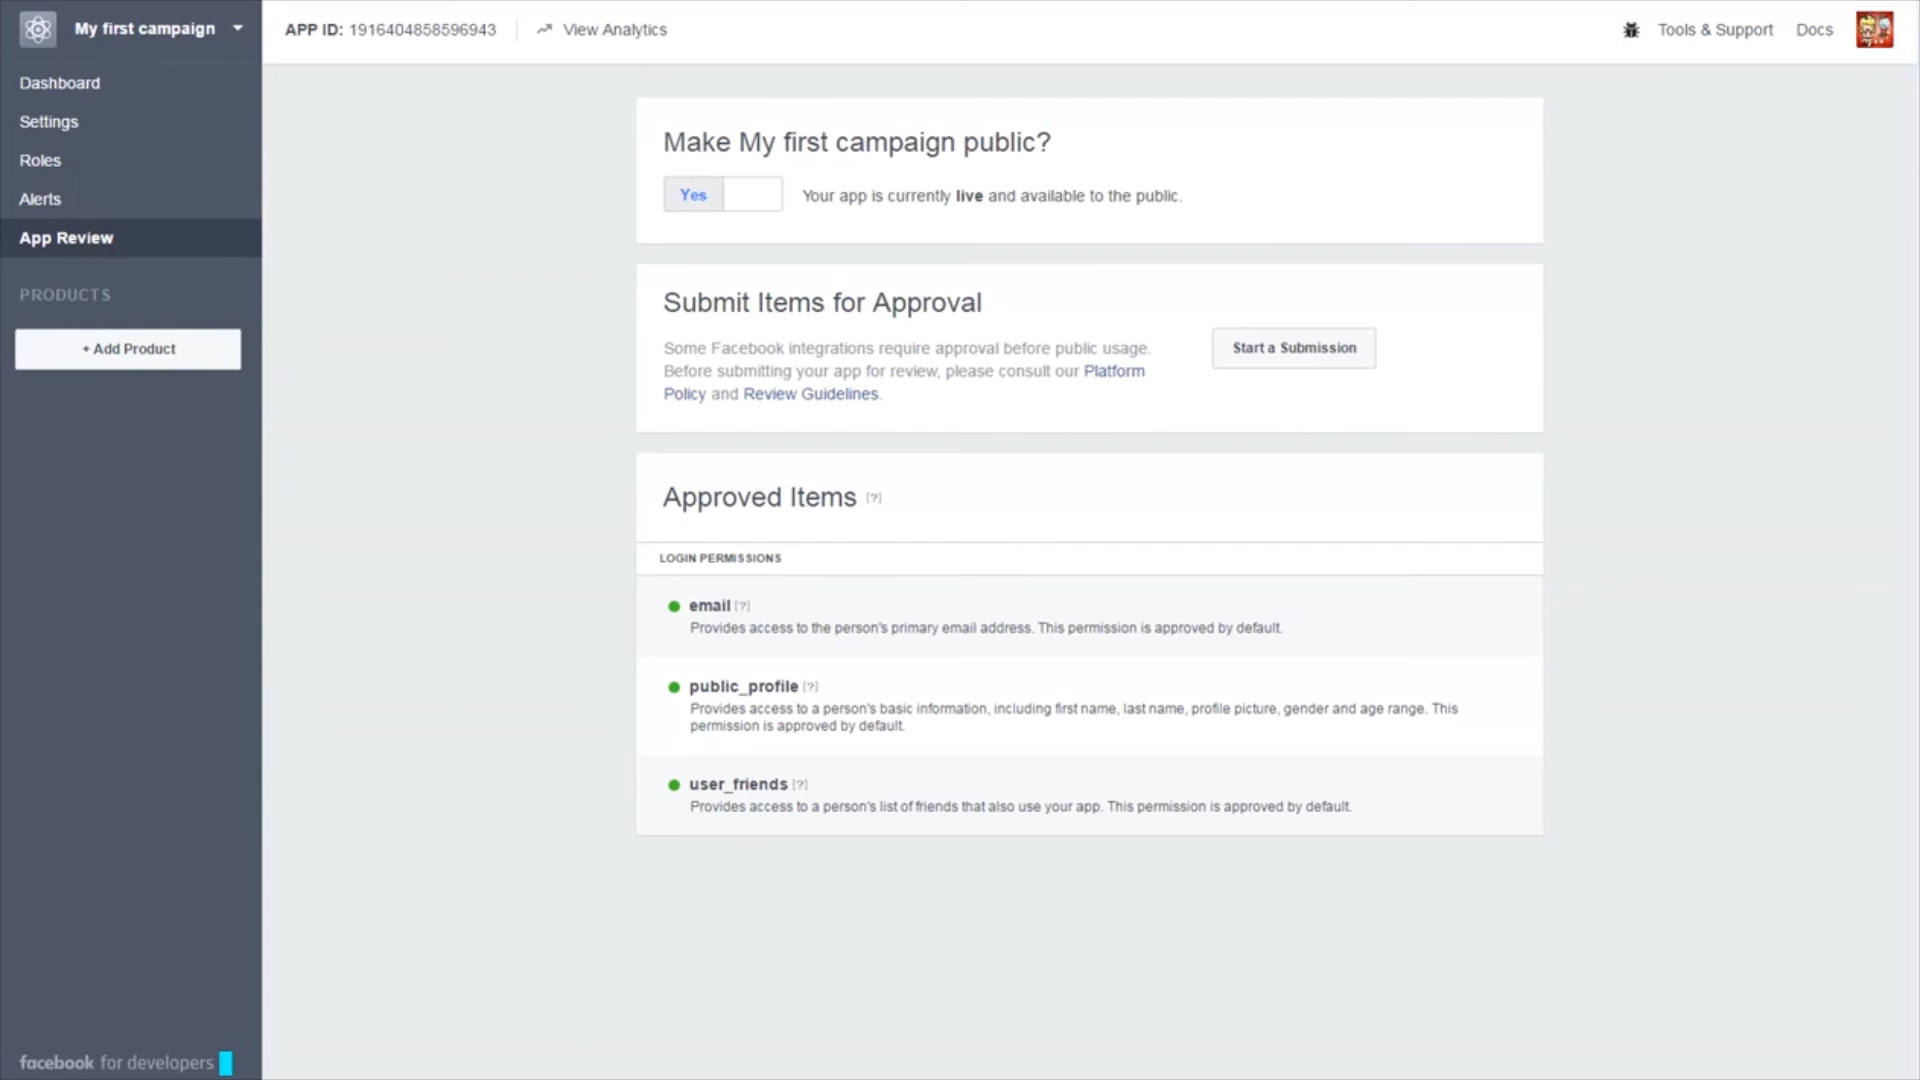 My first campaign
APP ID: 1916404858596943
View Analytics
Tools & Support
Docs
Dashboard
Settings
Roles
Alerts
App Review
PRODUCTS
+ Add Product
Make My first campaign public?
Yes
Your app is currently live and available to the public.
Submit Items for Approval
Some Facebook integrations require approval before public usage.
Before submitting your app for review, please consult our Platform
Policy and Review Guidelines.
Start a Submission
Approved Items [?]
LOGIN PERMISSIONS
email [?]
Provides access to the person's primary email address. This permission is approved by default.
public_profile [?]
Provides access to a person's basic information, including first name, last name, profile picture, gender and age range. This
permission is approved by default.
user_friends [?]
Provides access to a person's list of friends that also use your app. This permission is approved by default.
facebook for developers